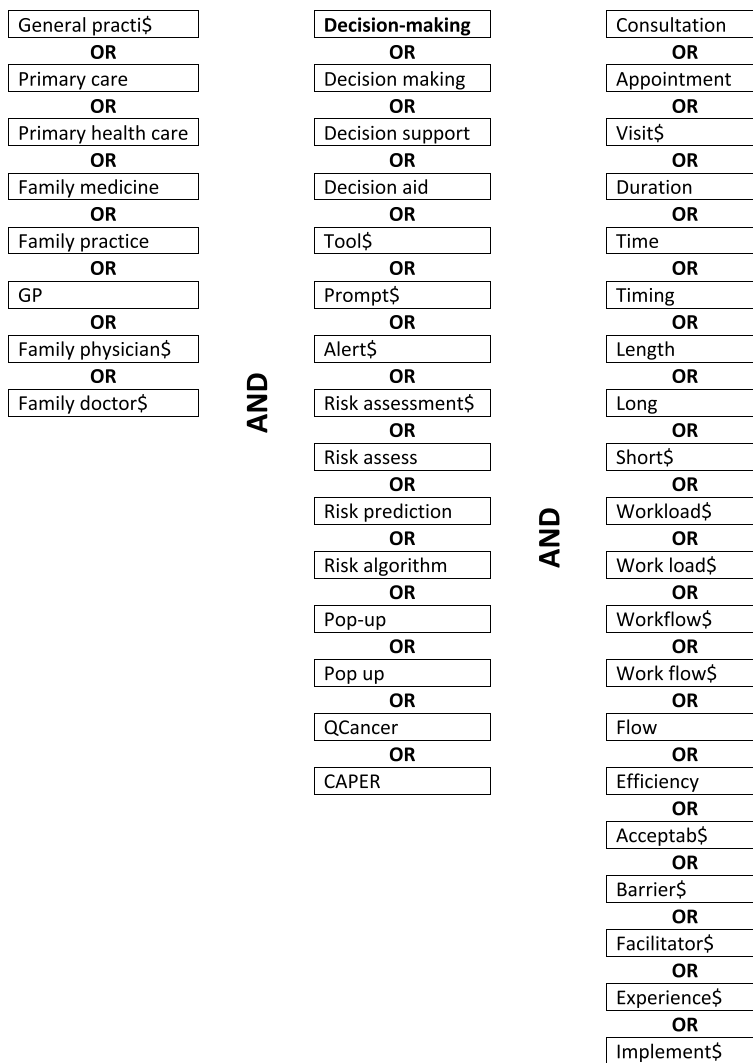 General practi$
OR
Primary care
OR
Primary health care
OR
Family medicine
OR
Family practice
OR
GP
OR
Family physician$
OR
Family doctor$
AND
Decision-making
OR
Decision making
OR
Decision support
OR
Decision aid
OR
Tool$
OR
Prompt$
OR
Alert$
OR
Risk assessment$
OR
Risk assess
OR
Risk prediction
OR
Risk algorithm
OR
Pop-up
OR
Pop up
OR
QCancer
OR
CAPER
AND
Consultation
OR
Appointment
OR
Visit$
OR
Duration
OR
Time
OR
Timing
OR
Length
OR
Long
OR
Short$
OR
Workload$
OR
Work load$
OR
Workflow$
OR
Work flow$
OR
Flow
OR
Efficiency
OR
Acceptab$
OR
Barrier$
OR
Facilitator$
OR
Experience$
OR
Implement$